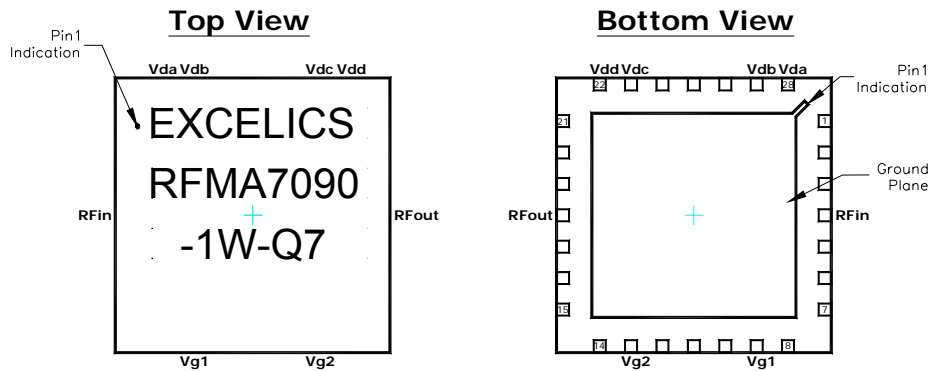 Top View
Pin1
Indication
Vda Vdb
Vdc Vdd
EXCELICS
RFMA7090
-1W-Q7
RFin
RFout
Vg1
Vg2
Bottom View
Vdd Vdc
Vdb Vda
Pin1
Indication
22
28
21
1
Ground
Plane
RFout
RFin
15
7
14
8
Vg2
Vg1